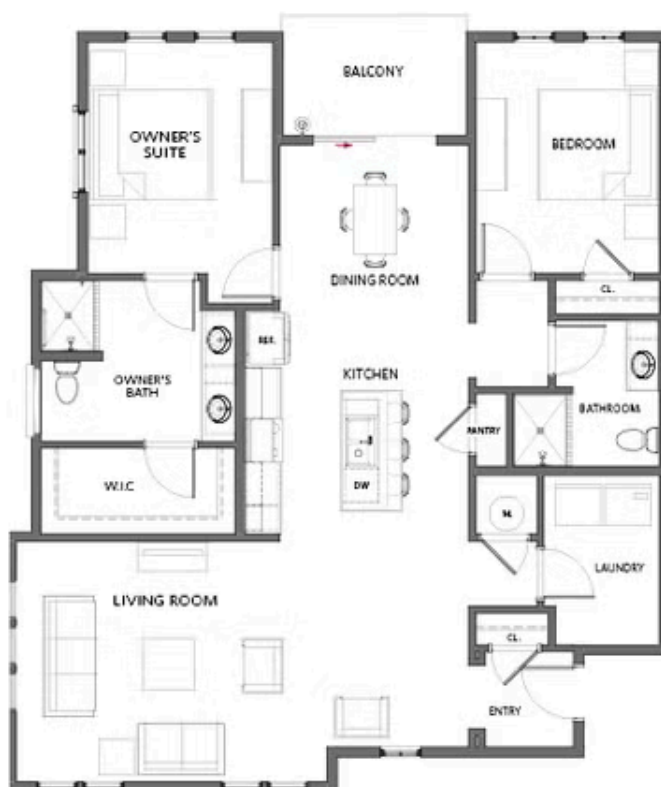 BALCONY
OWNER'S
SUITE
BEDROOM
DINING ROOM
CL.
REF.
KITCHEN
OWNER'S
BATH
BATHROOM
PANTRY
W.I.C
DW
M.
LAUNDRY
LIVING ROOM
CL.
ENTRY